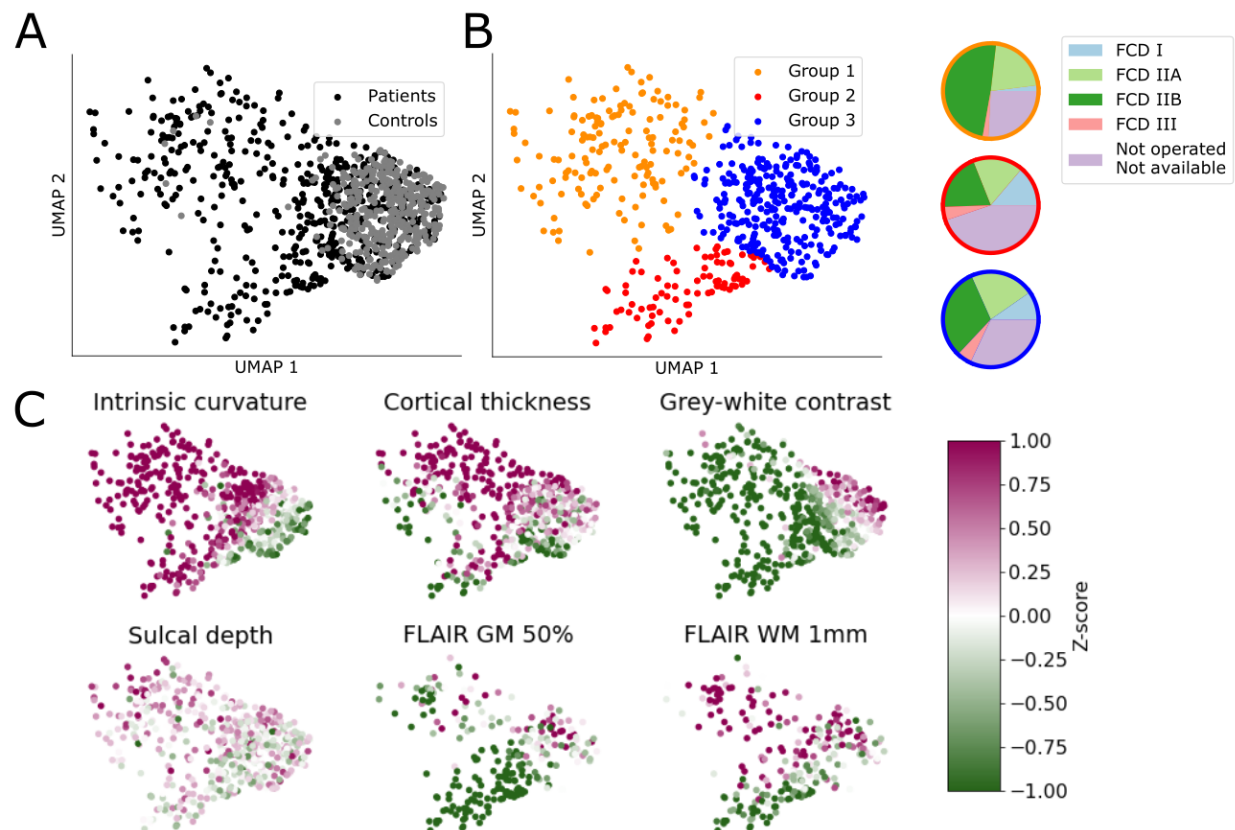 A
UMAP 2
Patients
Controls
UMAP 1
B
UMAP 2
Group 1
Group 2
Group 3
UMAP 1
FCD I
FCD IIA
FCD IIB
FCD III
Not operated
Not available
C
Intrinsic curvature
Cortical thickness
Grey-white contrast
Sulcal depth
FLAIR GM 50%
FLAIR WM 1mm
1.00
0.75
0.50
0.25
0.00
−0.25
−0.50
−0.75
−1.00
Z-score